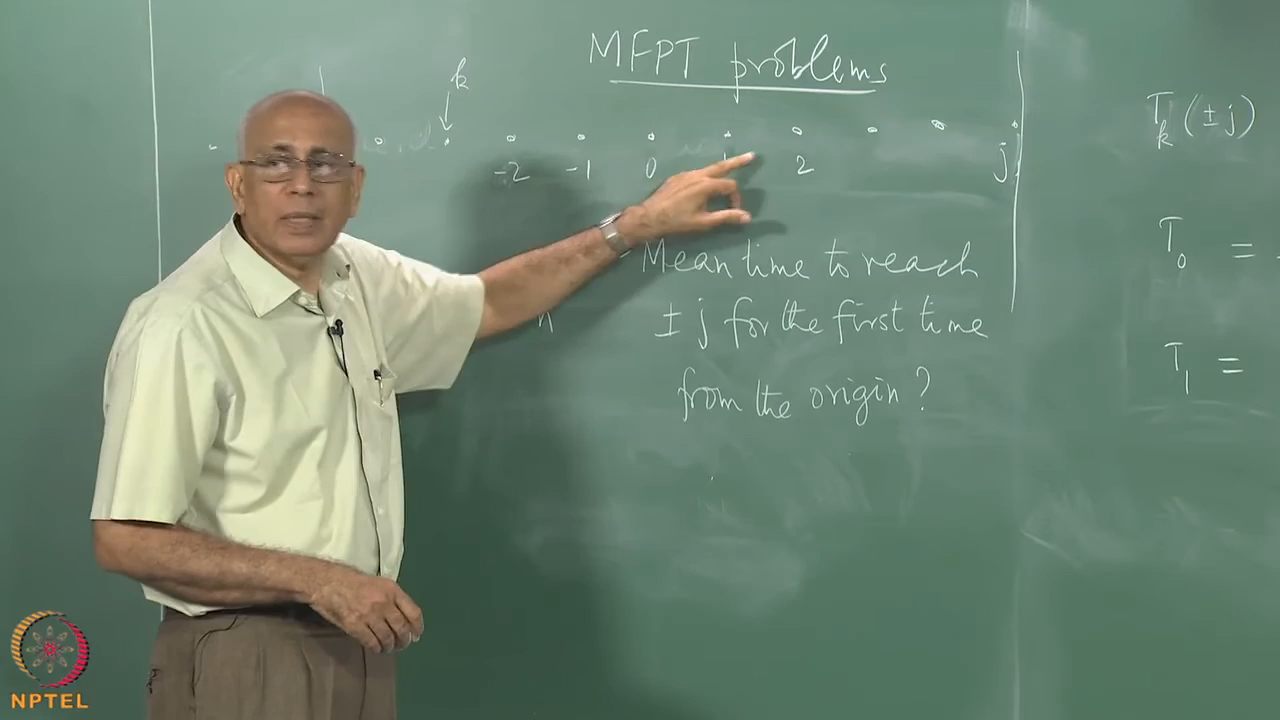 MFPT problems
k
-2 -1 0 1 2 j
T_k (± j)
Mean time to reach
± j for the first time
from the origin?
T_0 =
T_1 =
n
NPTEL